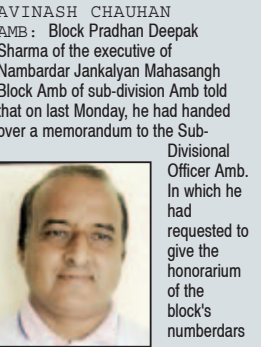 AVINASH CHAUHAN
AMB: Block Pradhan Deepak
Sharma of the executive of
Nambardar Jankalyan Mahasangh
Block Amb of sub-division Amb told
that on last Monday, he had handed
over a memorandum to the Sub-
Divisional
Officer Amb.
In which he
had
requested to
give the
honorarium
of the
block's
numberdars